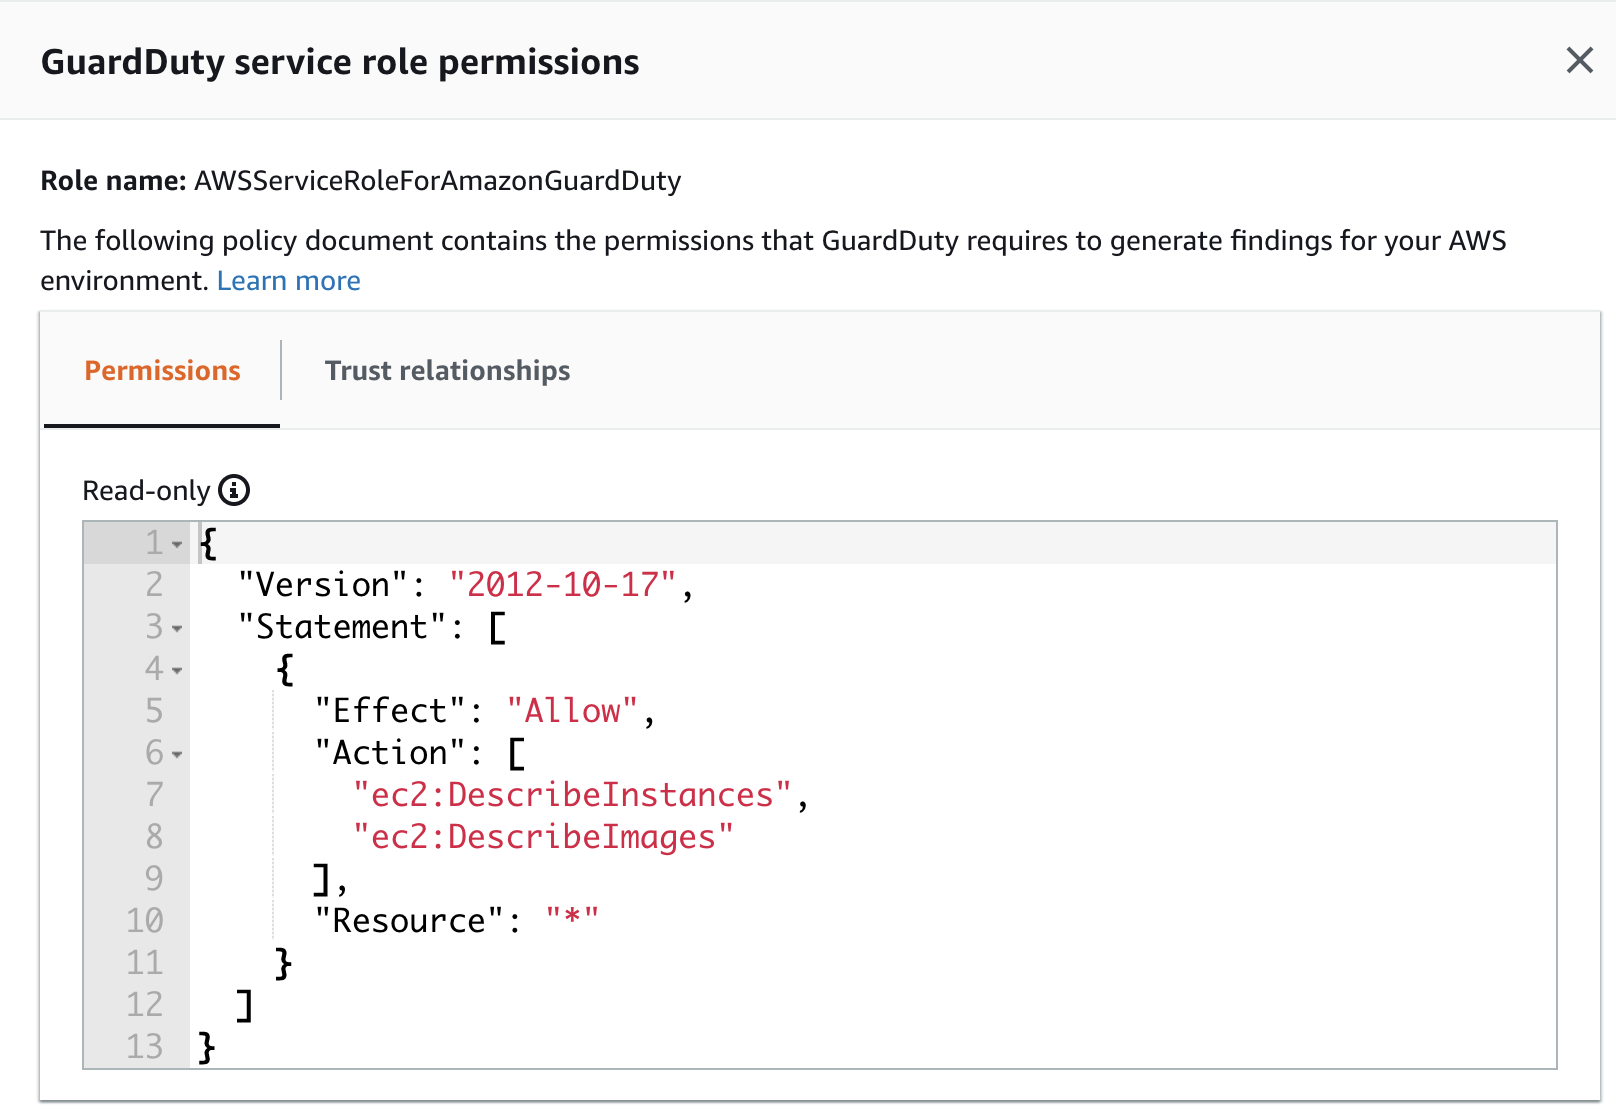 GuardDuty service role permissions
Role name: AWSServiceRoleForAmazonGuardDuty
The following policy document contains the permissions that GuardDuty requires to generate findings for your AWS
environment. Learn more
Permissions
Trust relationships
Read-only
1 {
2   "Version": "2012-10-17",
3   "Statement": [
4     {
5       "Effect": "Allow",
6       "Action": [
7         "ec2:DescribeInstances",
8         "ec2:DescribeImages"
9       ],
10       "Resource": "*"
11     }
12   ]
13 }